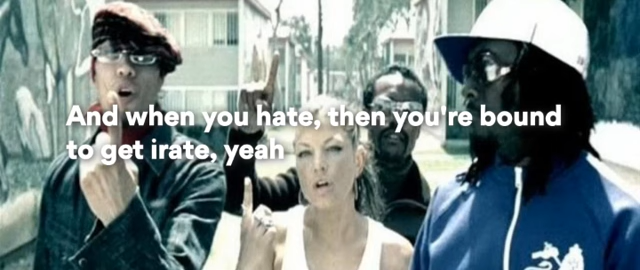 And when you hate, then you're bound
to get irate, yeah